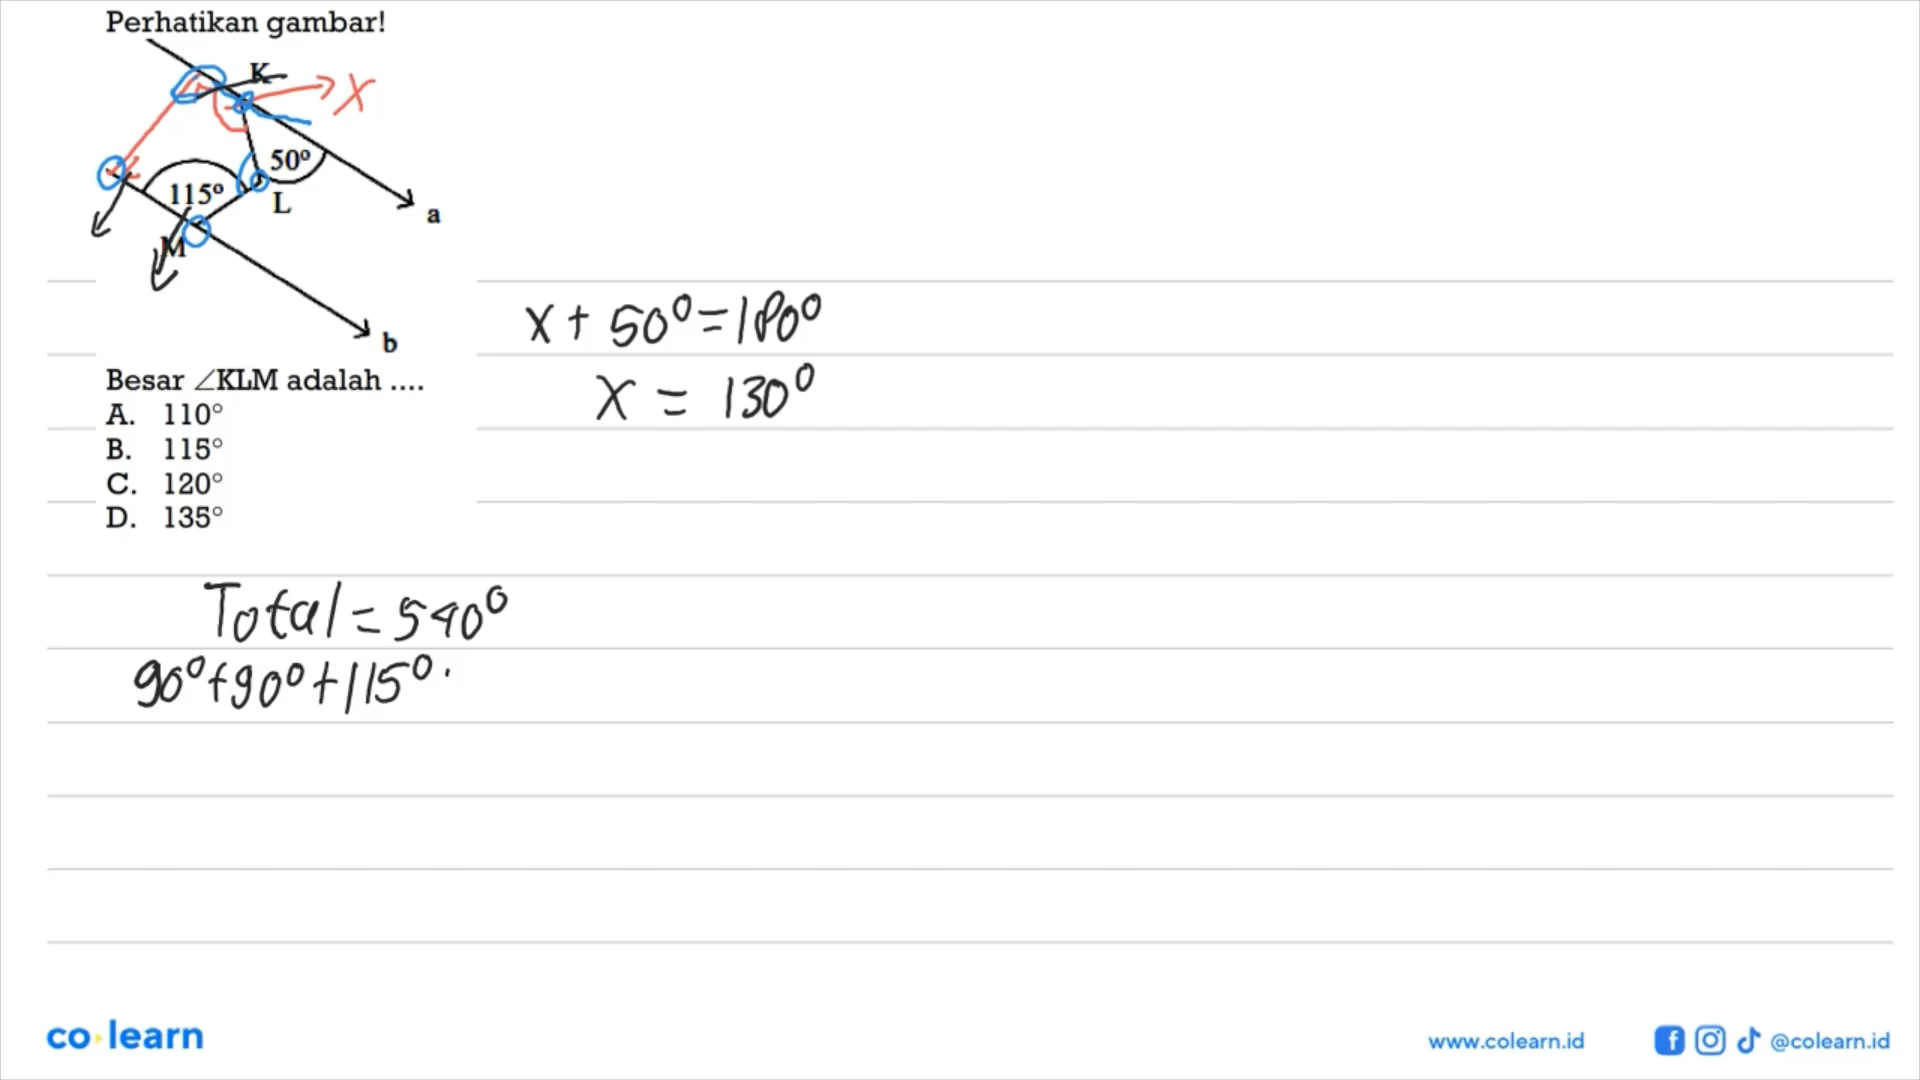 Perhatikan gambar!
K
X
50°
115°
L
a
M
b
x + 50° = 180°
x = 130°
Besar ∠KLM adalah ....
A. 110°
B. 115°
C. 120°
D. 135°
Total = 540°
90° + 90° + 115° .
co learn
www.colearn.id
@colearn.id